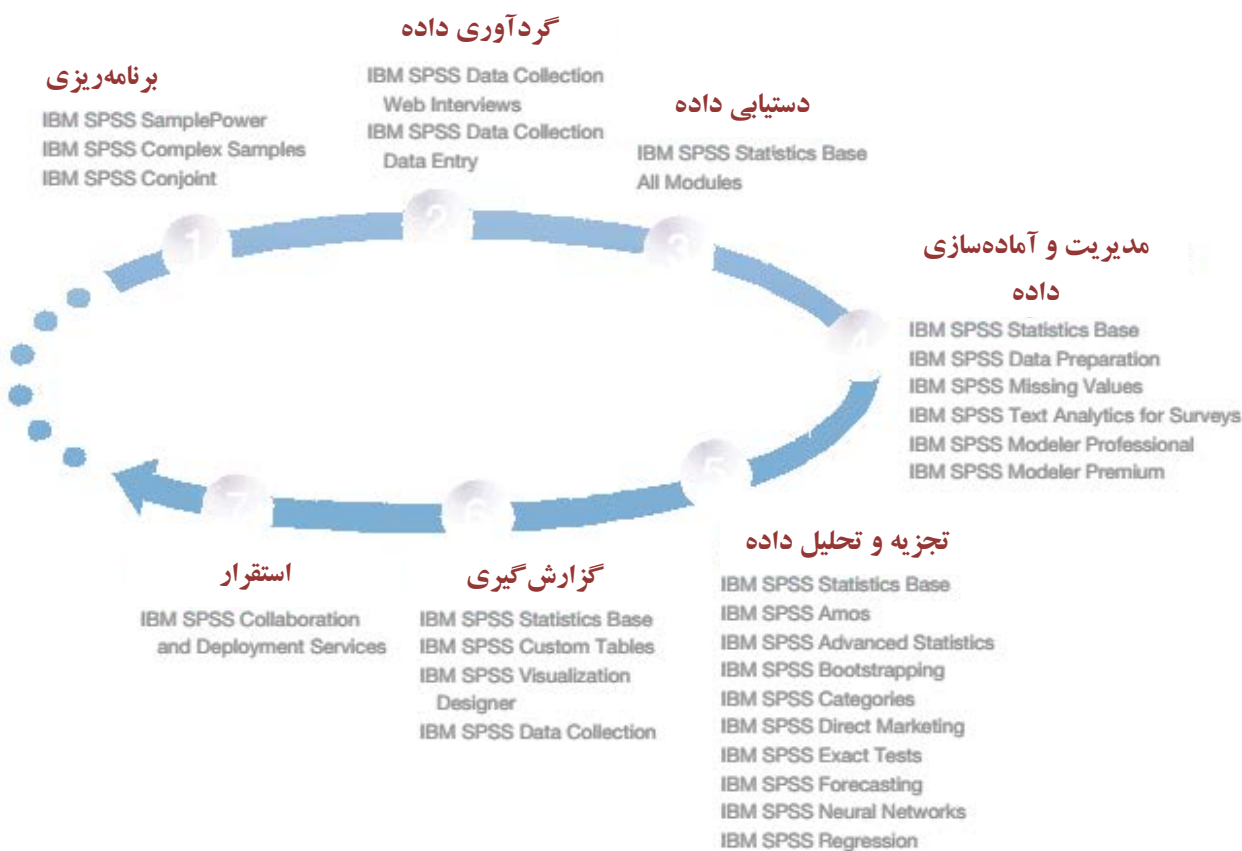 برنامه‌ریزی
IBM SPSS SamplePower
IBM SPSS Complex Samples
IBM SPSS Conjoint
1
گردآوری داده
IBM SPSS Data Collection
Web Interviews
IBM SPSS Data Collection
Data Entry
2
دستیابی داده
IBM SPSS Statistics Base
All Modules
3
مدیریت و آماده‌سازی
داده
IBM SPSS Statistics Base
IBM SPSS Data Preparation
IBM SPSS Missing Values
IBM SPSS Text Analytics for Surveys
IBM SPSS Modeler Professional
IBM SPSS Modeler Premium
4
تجزیه و تحلیل داده
IBM SPSS Statistics Base
IBM SPSS Amos
IBM SPSS Advanced Statistics
IBM SPSS Bootstrapping
IBM SPSS Categories
IBM SPSS Direct Marketing
IBM SPSS Exact Tests
IBM SPSS Forecasting
IBM SPSS Neural Networks
IBM SPSS Regression
5
گزارش‌گیری
IBM SPSS Statistics Base
IBM SPSS Custom Tables
IBM SPSS Visualization
Designer
IBM SPSS Data Collection
6
استقرار
IBM SPSS Collaboration
and Deployment Services
7